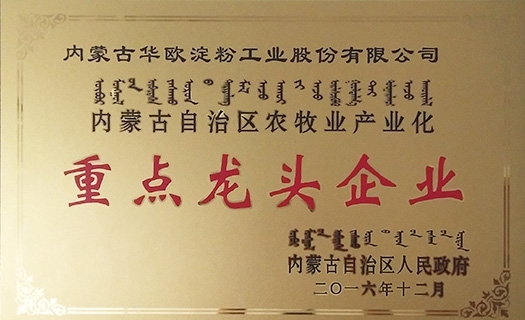 内蒙古华欧淀粉工业股份有限公司
内蒙古自治区农牧业产业化
重点龙头企业
内蒙古自治区人民政府
二〇一六年十二月